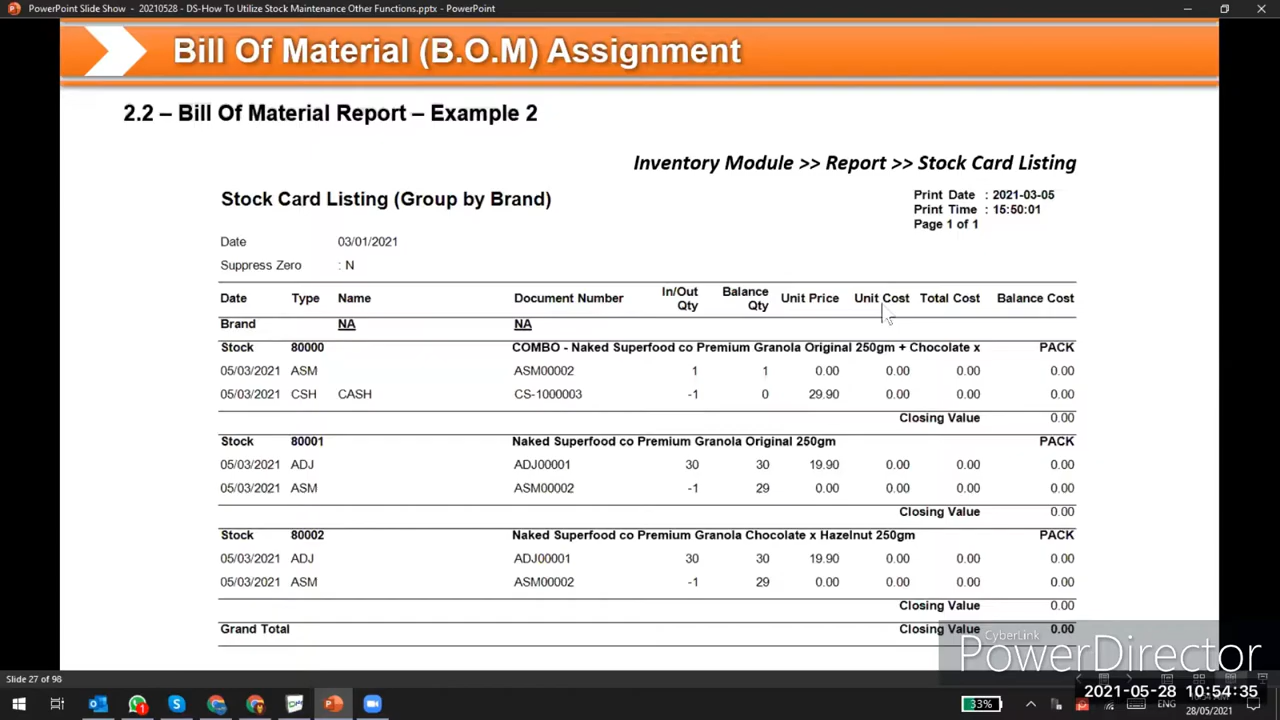 PowerPoint Slide Show - 20210528 - DS-How To Utilize Stock Maintenance Other Functions.pptx - PowerPoint
Bill Of Material (B.O.M) Assignment
2.2 – Bill Of Material Report – Example 2
Inventory Module >> Report >> Stock Card Listing
Stock Card Listing (Group by Brand)
Print Date : 2021-03-05
Print Time : 15:50:01
Page 1 of 1
Date 03/01/2021
Suppress Zero : N
Date Type Name Document Number In/Out Qty Balance Qty Unit Price Unit Cost Total Cost Balance Cost
Brand NA NA
Stock 80000 COMBO - Naked Superfood co Premium Granola Original 250gm + Chocolate x PACK
05/03/2021 ASM ASM00002 1 1 0.00 0.00 0.00 0.00
05/03/2021 CSH CASH CS-1000003 -1 0 29.90 0.00 0.00 0.00
Closing Value 0.00
Stock 80001 Naked Superfood co Premium Granola Original 250gm PACK
05/03/2021 ADJ ADJ00001 30 30 19.90 0.00 0.00 0.00
05/03/2021 ASM ASM00002 -1 29 0.00 0.00 0.00 0.00
Closing Value 0.00
Stock 80002 Naked Superfood co Premium Granola Chocolate x Hazelnut 250gm PACK
05/03/2021 ADJ ADJ00001 30 30 19.90 0.00 0.00 0.00
05/03/2021 ASM ASM00002 -1 29 0.00 0.00 0.00 0.00
Closing Value 0.00
Grand Total Closing Value 0.00
CyberLink
PowerDirector
Slide 27 of 98
2021-05-28 10:54:35
33%
ENG
28/05/2021